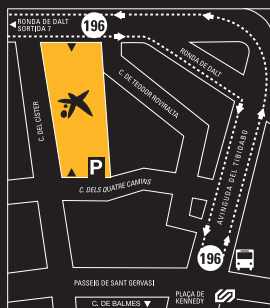 RONDA DE DALT
SORTIDA 7
196
RONDA DE DALT
C. DE TEODOR ROVIRALTA
C. DEL CÍSTER
P
C. DELS QUATRE CAMINS
AVINGUDA DEL TIBIDABO
196
PASSEIG DE SANT GERVASI
PLAÇA DE
KENNEDY
C. DE BALMES